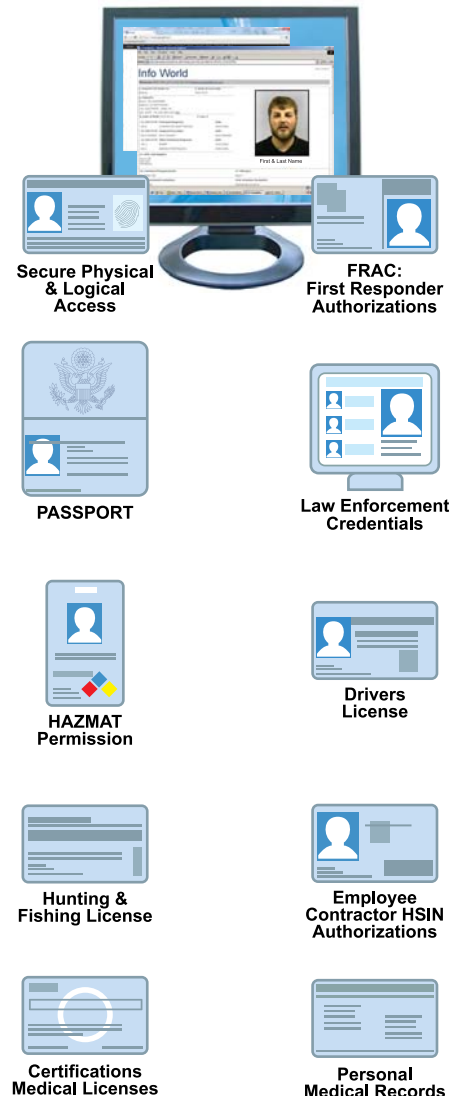 Info World
First & Last Name
Secure Physical
& Logical
Access
FRAC:
First Responder
Authorizations
PASSPORT
Law Enforcement
Credentials
HAZMAT
Permission
Drivers
License
Hunting &
Fishing License
Employee
Contractor HSIN
Authorizations
Certifications
Medical Licenses
Personal
Medical Records